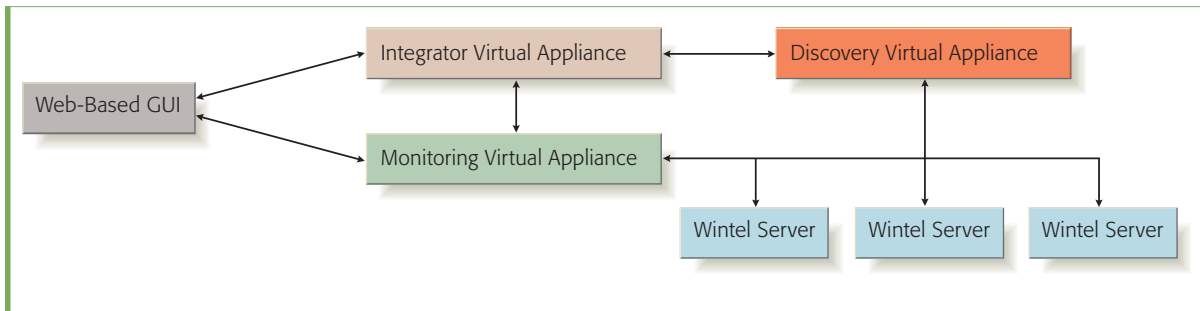 Integrator Virtual Appliance
Discovery Virtual Appliance
Web-Based GUI
Monitoring Virtual Appliance
Wintel Server
Wintel Server
Wintel Server